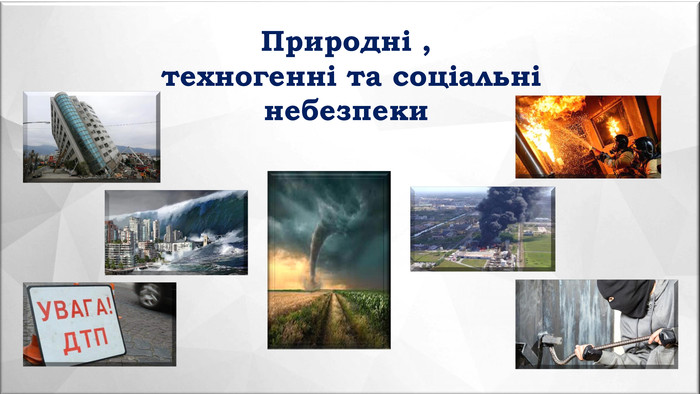 Природні ,
техногенні та соціальні
небезпеки
УВАГА!
ДТП